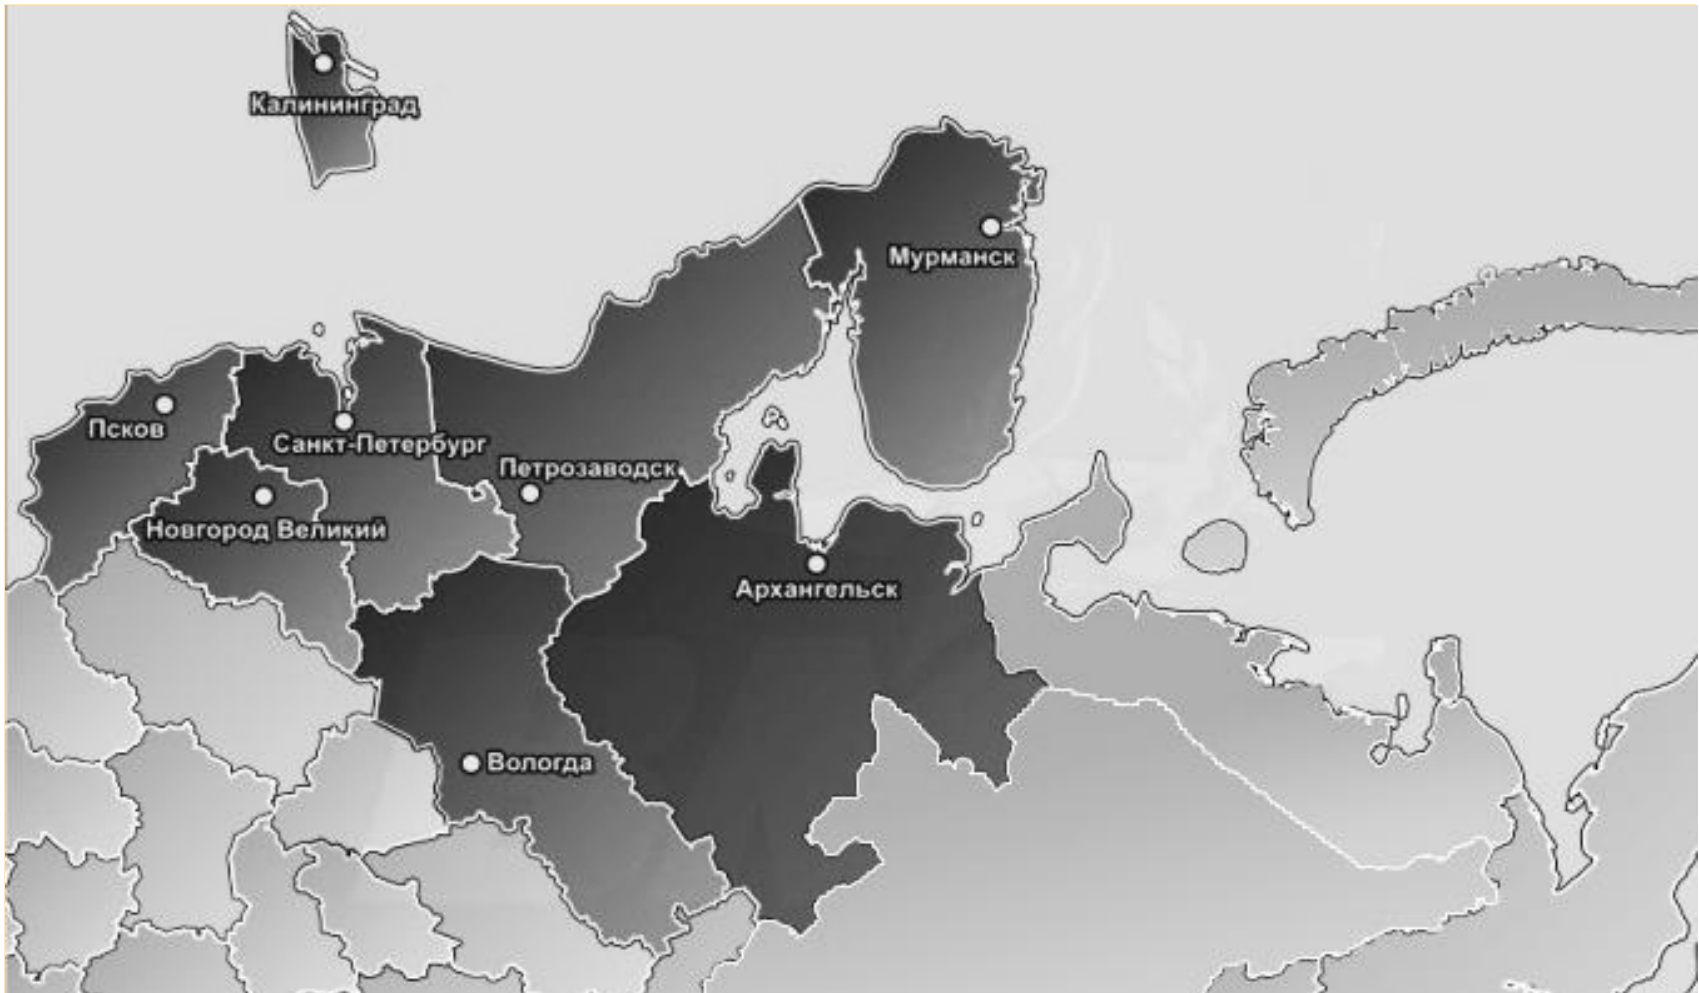 Калининград
Мурманск
Псков
Санкт-Петербург
Петрозаводск
Новгород Великий
Архангельск
Вологда